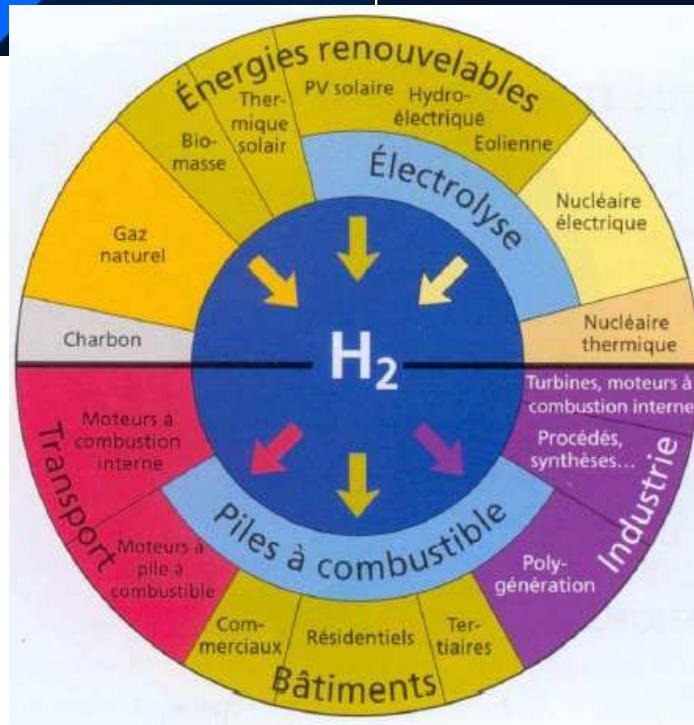 Énergies renouvelables
PV solaire
Hydro-
électrique
Eolienne
Ther-
mique
solair
Bio-
masse
Électrolyse
Nucléaire
électrique
Gaz
naturel
Charbon
Nucléaire
thermique
H2
Turbines, moteurs à
combustion interne
Procédés,
synthèses...
Industrie
Poly-
génération
Transport
Moteurs à
combustion
interne
Moteurs à
pile à
combustible
Piles à combustible
Com-
merciaux
Résidentiels
Ter-
tiaires
Bâtiments